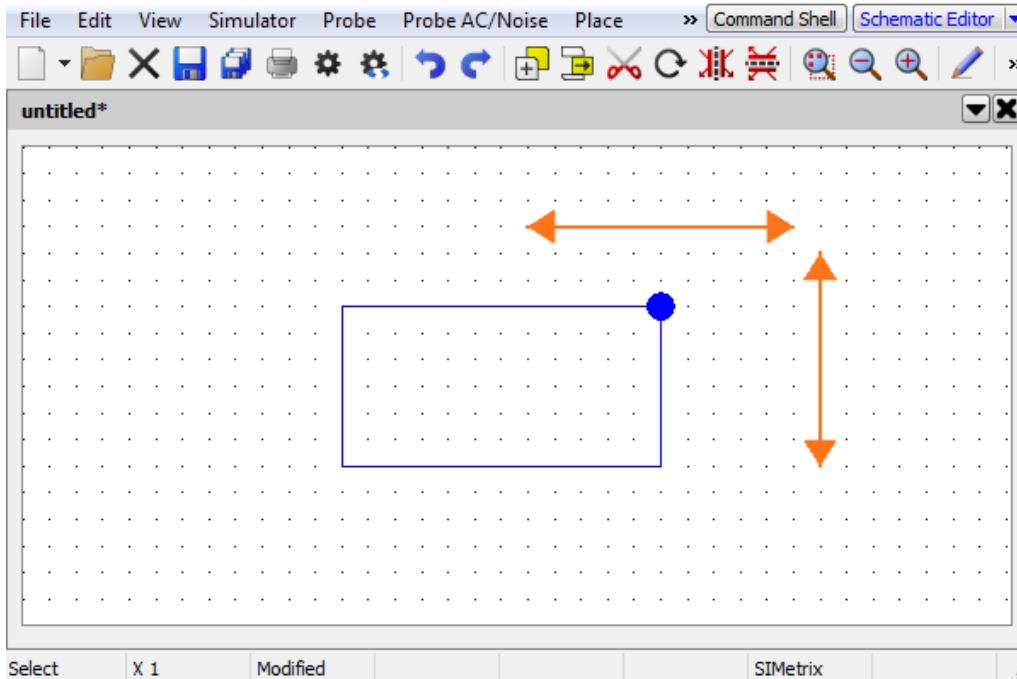 File Edit View Simulator Probe Probe AC/Noise Place » Command Shell Schematic Editor
untitled*
Select X 1 Modified SIMetrix